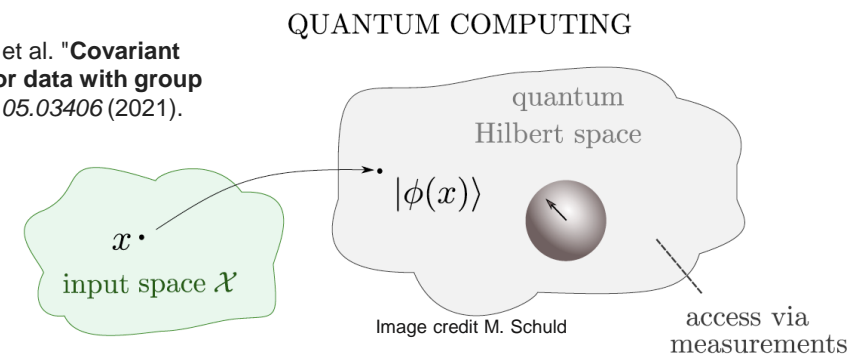 QUANTUM COMPUTING
et al. "Covariant
or data with group
05.03406 (2021).
quantum
Hilbert space
|ϕ(x)⟩
x
input space 𝒳
Image credit M. Schuld
access via
measurements